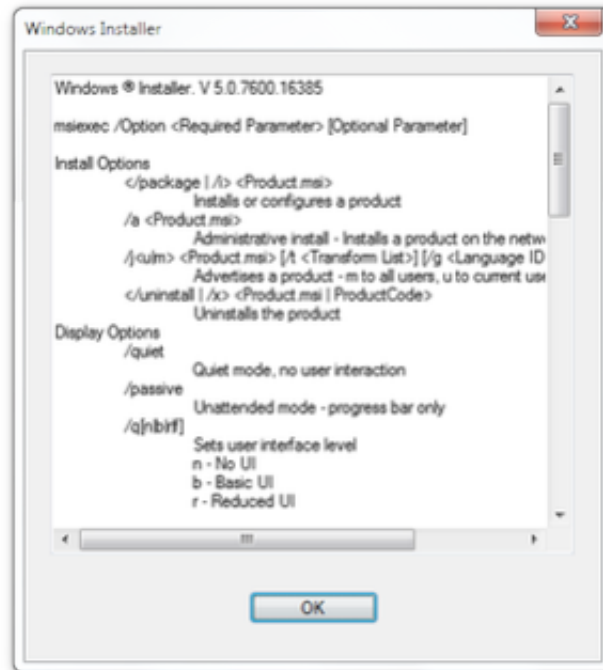 Windows Installer
Windows ® Installer. V 5.0.7600.16385
msiexec /Option <Required Parameter> [Optional Parameter]
Install Options
</package | /i> <Product.msi>
Installs or configures a product
/a <Product.msi>
Administrative install - Installs a product on the netw
/j<u|m> <Product.msi> [/t <Transform List>] [/g <Language ID
Advertises a product - m to all users, u to current use
</uninstall | /x> <Product.msi | ProductCode>
Uninstalls the product
Display Options
/quiet
Quiet mode, no user interaction
/passive
Unattended mode - progress bar only
/q[n|b|r|f]
Sets user interface level
n - No UI
b - Basic UI
r - Reduced UI
OK